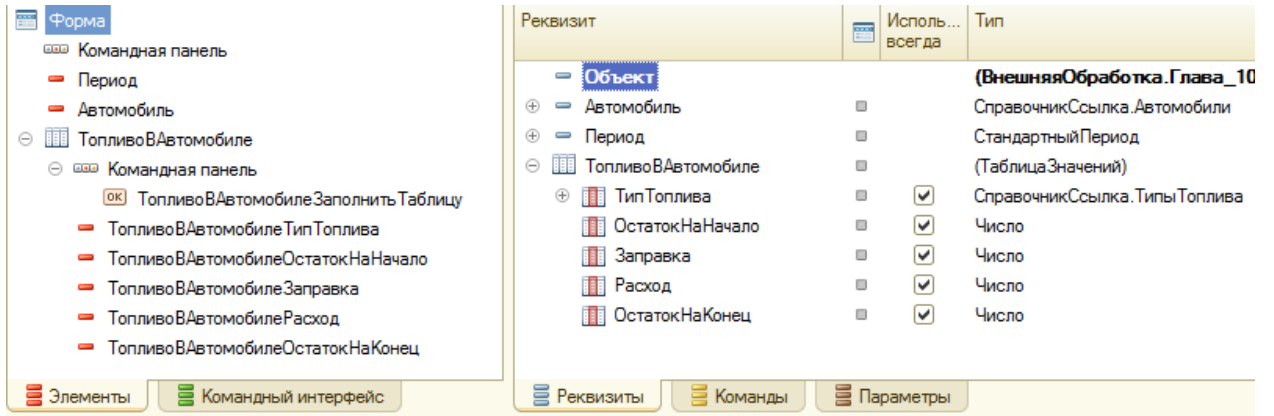 Форма
Командная панель
Период
Автомобиль
ТопливоВАвтомобиле
Командная панель
OK ТопливоВАвтомобилеЗаполнитьТаблицу
ТопливоВАвтомобилеТипТоплива
ТопливоВАвтомобилеОстатокНаНачало
ТопливоВАвтомобилеЗаправка
ТопливоВАвтомобилеРасход
ТопливоВАвтомобилеОстатокНаКонец
Элементы Командный интерфейс
Реквизит Исполь... Тип
всегда
Объект (ВнешняяОбработка.Глава_10
Автомобиль СправочникСсылка.Автомобили
Период СтандартныйПериод
ТопливоВАвтомобиле (ТаблицаЗначений)
ТипТоплива СправочникСсылка.ТипыТоплива
ОстатокНаНачало Число
Заправка Число
Расход Число
ОстатокНаКонец Число
Реквизиты Команды Параметры